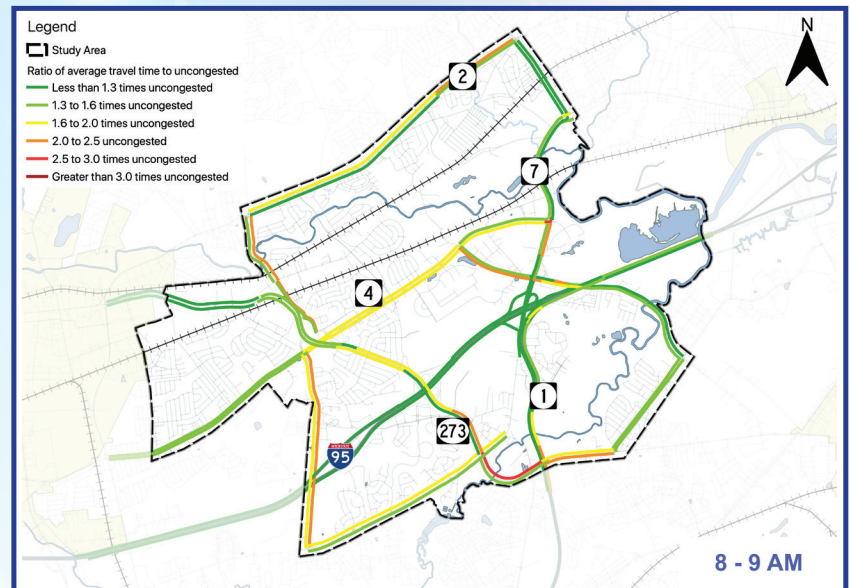 Legend
Study Area
Ratio of average travel time to uncongested
Less than 1.3 times uncongested
1.3 to 1.6 times uncongested
1.6 to 2.0 times uncongested
2.0 to 2.5 uncongested
2.5 to 3.0 times uncongested
Greater than 3.0 times uncongested
N
2
7
4
1
273
95
8 - 9 AM